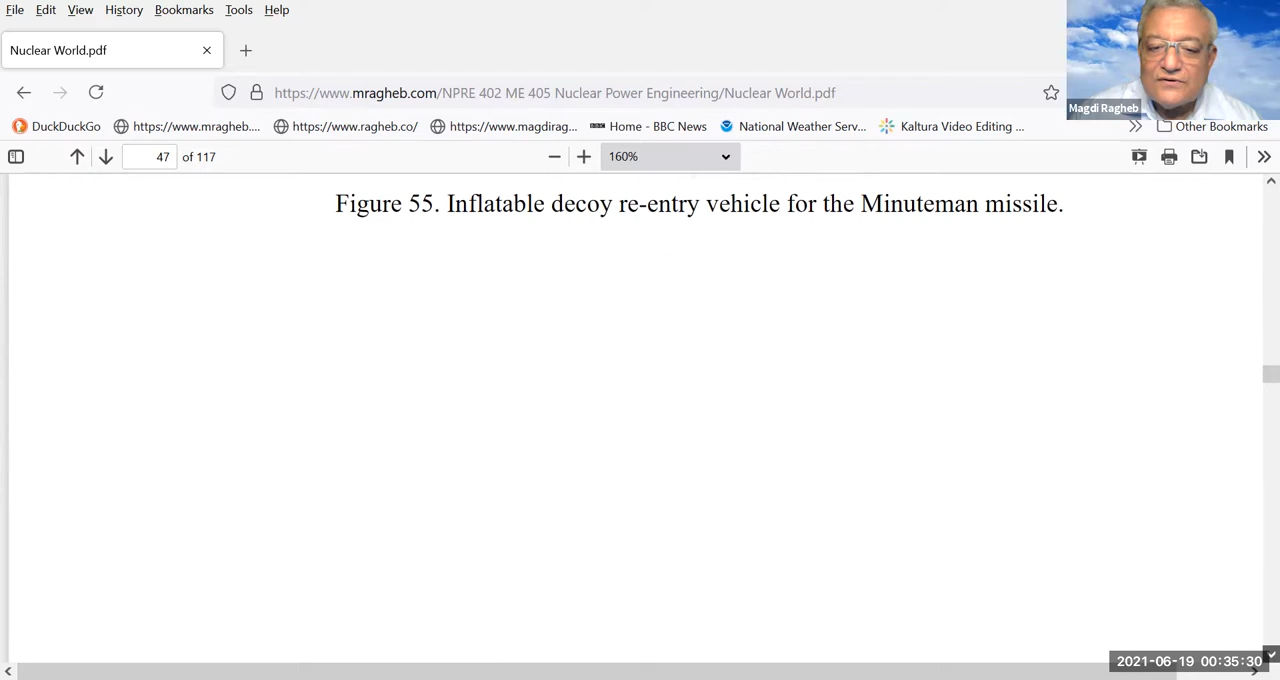 File Edit View History Bookmarks Tools Help
Nuclear World.pdf
https://www.mragheb.com/NPRE 402 ME 405 Nuclear Power Engineering/Nuclear World.pdf
Magdi Ragheb
DuckDuckGo https://www.mragheb.... https://www.ragheb.co/ https://www.magdirag... BBC Home - BBC News National Weather Serv... Kaltura Video Editing ... Other Bookmarks
47 of 117 160%
Figure 55. Inflatable decoy re-entry vehicle for the Minuteman missile.
2021-06-19 00:35:30